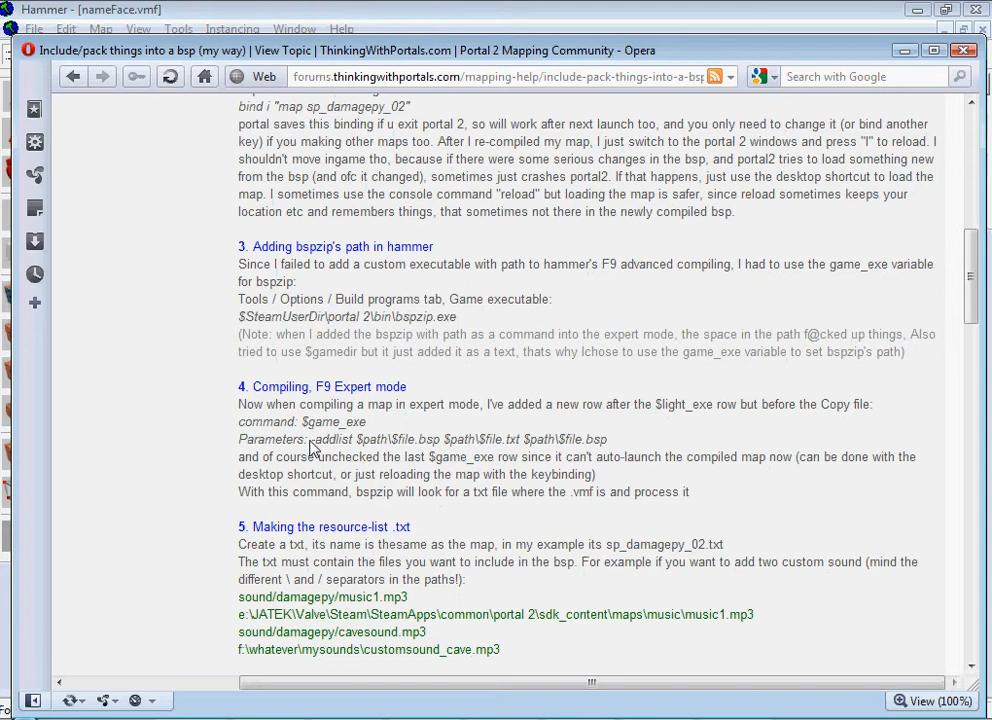 Hammer - [nameFace.vmf]
File Edit Map View Tools Instancing Window Help
Include/pack things into a bsp (my way) | View Topic | ThinkingWithPortals.com | Portal 2 Mapping Community - Opera
Web forums.thinkingwithportals.com/mapping-help/include-pack-things-into-a-bsp Search with Google
bind i "map sp_damagepy_02"
portal saves this binding if u exit portal 2, so will work after next launch too, and you only need to change it (or bind another
key) if you making other maps too. After I re-compiled my map, I just switch to the portal 2 windows and press "I" to reload. I
shouldn't move ingame tho, because if there were some serious changes in the bsp, and portal2 tries to load something new
from the bsp (and ofc it changed), sometimes just crashes portal2. If that happens, just use the desktop shortcut to load the
map. I sometimes use the console command "reload" but loading the map is safer, since reload sometimes keeps your
location etc and remembers things, that sometimes not there in the newly compiled bsp.
3. Adding bspzip's path in hammer
Since I failed to add a custom executable with path to hammer's F9 advanced compiling, I had to use the game_exe variable
for bspzip:
Tools / Options / Build programs tab, Game executable:
$SteamUserDir\portal 2\bin\bspzip.exe
(Note: when I added the bspzip with path as a command into the expert mode, the space in the path f@cked up things, Also
tried to use $gamedir but it just added it as a text, thats why Ichose to use the game_exe variable to set bspzip's path)
4. Compiling, F9 Expert mode
Now when compiling a map in expert mode, I've added a new row after the $light_exe row but before the Copy file:
command: $game_exe
Parameters: -addlist $path\$file.bsp $path\$file.txt $path\$file.bsp
and of course unchecked the last $game_exe row since it can't auto-launch the compiled map now (can be done with the
desktop shortcut, or just reloading the map with the keybinding)
With this command, bspzip will look for a txt file where the .vmf is and process it
5. Making the resource-list .txt
Create a txt, its name is thesame as the map, in my example its sp_damagepy_02.txt
The txt must contain the files you want to include in the bsp. For example if you want to add two custom sound (mind the
different \ and / separators in the paths!):
sound/damagepy/music1.mp3
e:\JATEK\Valve\Steam\SteamApps\common\portal 2\sdk_content\maps\music\music1.mp3
sound/damagepy/cavesound.mp3
f:\whatever\mysounds\customsound_cave.mp3
View (100%)